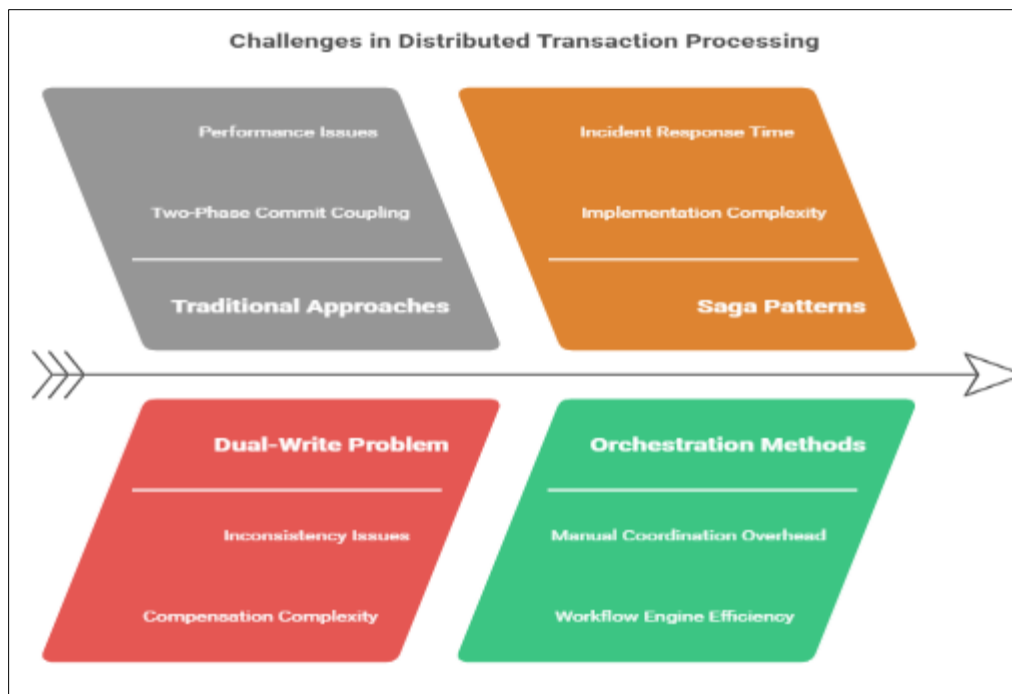 Challenges in Distributed Transaction Processing
Performance Issues
Two-Phase Commit Coupling
Traditional Approaches
Incident Response Time
Implementation Complexity
Saga Patterns
Dual-Write Problem
Inconsistency Issues
Compensation Complexity
Orchestration Methods
Manual Coordination Overhead
Workflow Engine Efficiency